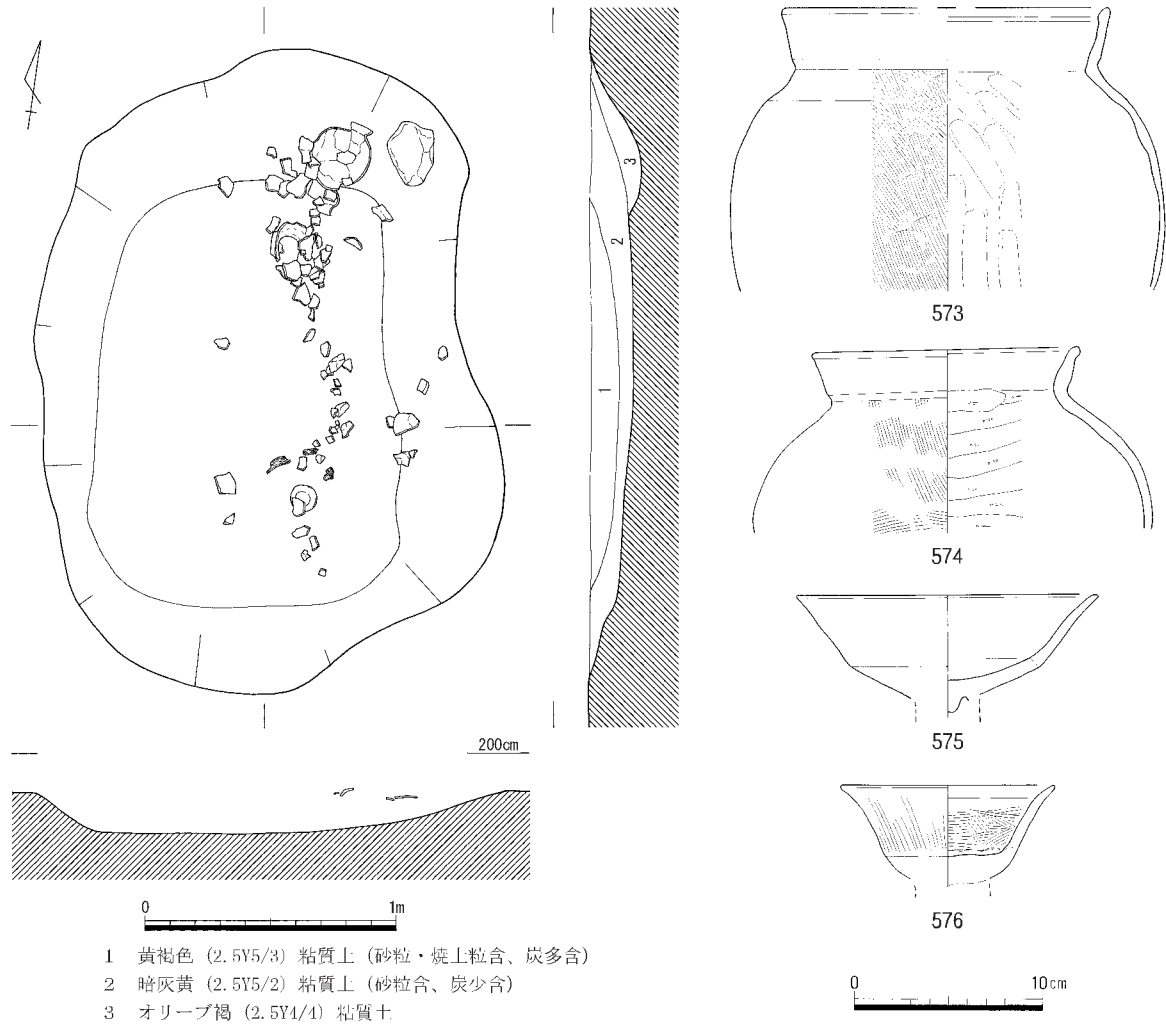 3
2
1
200cm
0 1m
1 黄褐色 (2.5Y5/3) 粘質土 (砂粒・焼土粒含、炭多含)
2 暗灰黄 (2.5Y5/2) 粘質土 (砂粒含、炭少含)
3 オリーブ褐 (2.5Y4/4) 粘質土
573
574
575
576
0 10cm